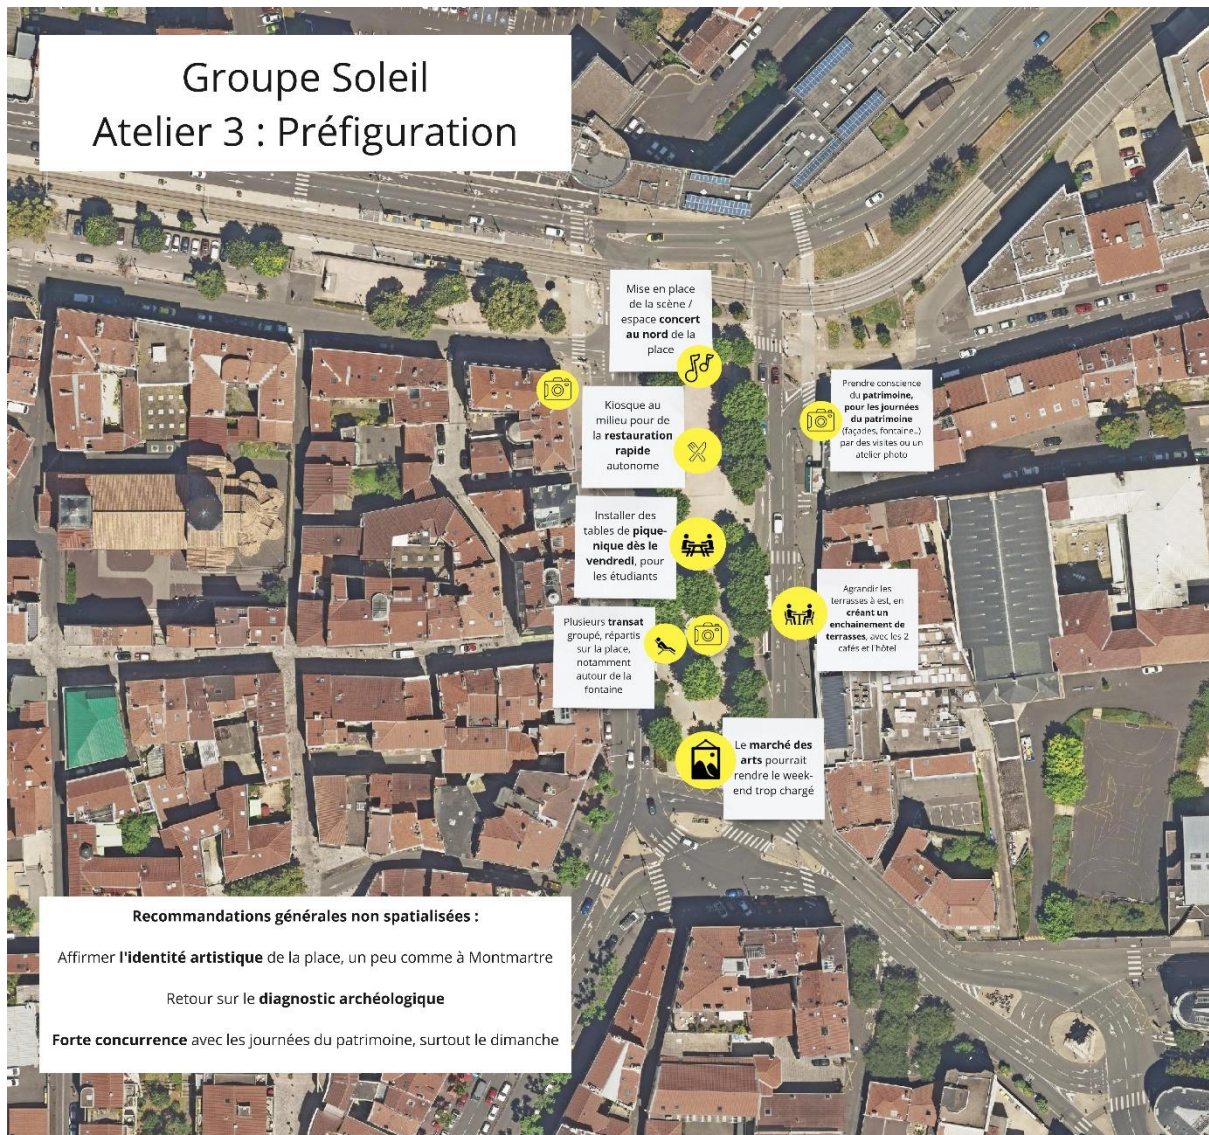 Groupe Soleil
Atelier 3 : Préfiguration
Mise en place
de la scène /
espace concert
au nord de la
place
Prendre conscience
du patrimoine,
pour les journées
du patrimoine
(façades, fontaine..)
par des visites ou un
atelier photo
Kiosque au
milieu pour de
la restauration
rapide
autonome
Installer des
tables de pique-
nique dès le
vendredi, pour
les étudiants
Agrandir les
terrasses à est, en
créant un
enchainement de
terrasses, avec les 2
cafés et l'hôtel
Plusieurs transat
groupé, répartis
sur la place,
notamment
autour de la
fontaine
Le marché des
arts pourrait
rendre le week-
end trop chargé
Recommandations générales non spatialisées :
Affirmer l'identité artistique de la place, un peu comme à Montmartre
Retour sur le diagnostic archéologique
Forte concurrence avec les journées du patrimoine, surtout le dimanche